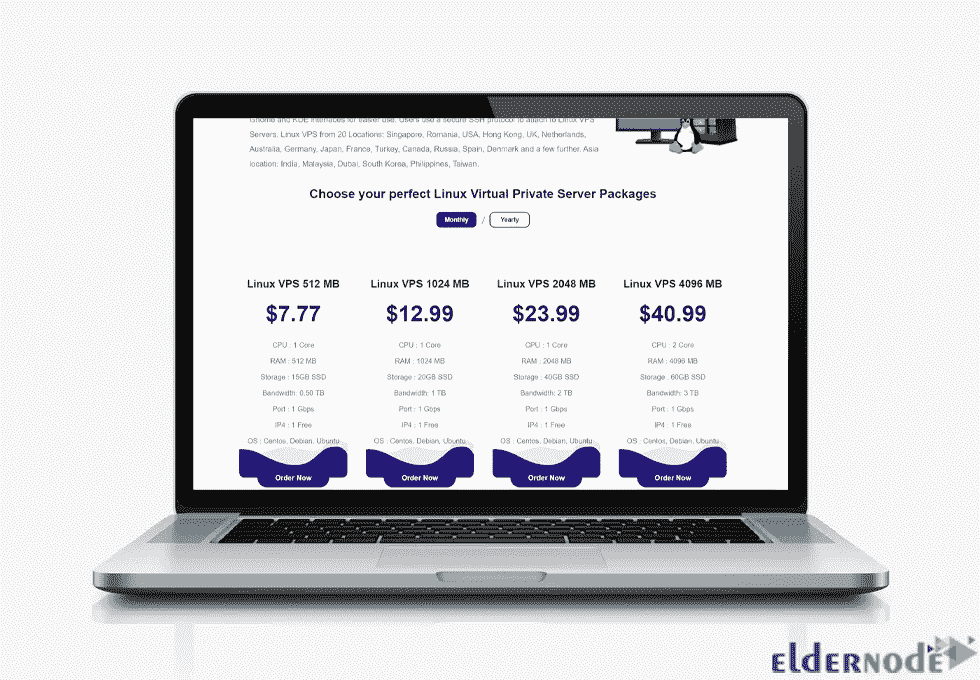 Gnome and KDE interfaces for easier use. Users use a secure SSH protocol to attach to Linux VPS
Servers. Linux VPS from 20 Locations: Singapore, Romania, USA, Hong Kong, UK, Netherlands,
Australia, Germany, Japan, France, Turkey, Canada, Russia, Spain, Denmark and a few further. Asia
location: India, Malaysia, Dubai, South Korea, Philippines, Taiwan.
Choose your perfect Linux Virtual Private Server Packages
Monthly / Yearly
Linux VPS 512 MB Linux VPS 1024 MB Linux VPS 2048 MB Linux VPS 4096 MB
$7.77 $12.99 $23.99 $40.99
CPU : 1 Core CPU : 1 Core CPU : 1 Core CPU : 2 Core
RAM : 512 MB RAM : 1024 MB RAM : 2048 MB RAM : 4096 MB
Storage : 15GB SSD Storage : 20GB SSD Storage : 40GB SSD Storage : 60GB SSD
Bandwidth: 0.50 TB Bandwidth: 1 TB Bandwidth: 2 TB Bandwidth: 3 TB
Port : 1 Gbps Port : 1 Gbps Port : 1 Gbps Port : 1 Gbps
IP4 : 1 Free IP4 : 1 Free IP4 : 1 Free IP4 : 1 Free
OS : Centos, Debian, Ubuntu OS : Centos, Debian, Ubuntu OS : Centos, Debian, Ubuntu OS : Centos, Debian, Ubuntu
Order Now Order Now Order Now Order Now
eldernode